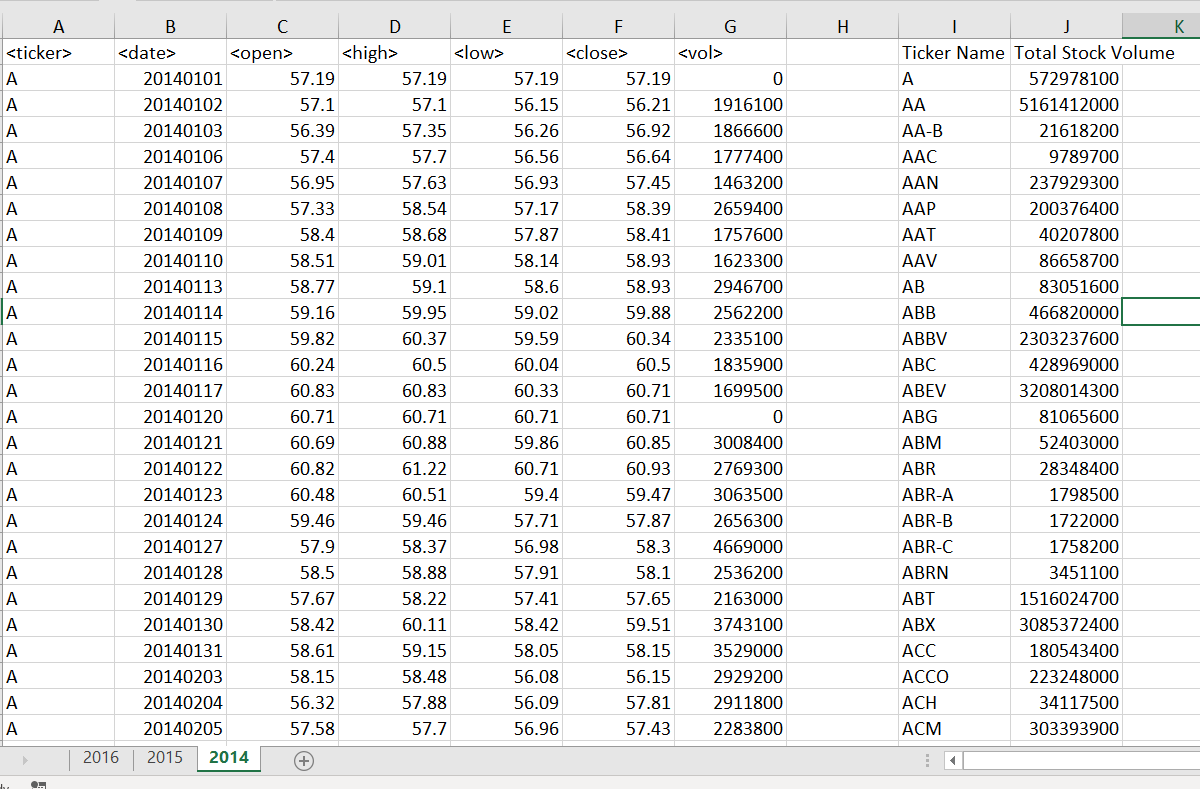 A B C D E F G H I J K
<ticker> <date> <open> <high> <low> <close> <vol> Ticker Name Total Stock Volume
A 20140101 57.19 57.19 57.19 57.19 0 A 572978100
A 20140102 57.1 57.1 56.15 56.21 1916100 AA 5161412000
A 20140103 56.39 57.35 56.26 56.92 1866600 AA-B 21618200
A 20140106 57.4 57.7 56.56 56.64 1777400 AAC 9789700
A 20140107 56.95 57.63 56.93 57.45 1463200 AAN 237929300
A 20140108 57.33 58.54 57.17 58.39 2659400 AAP 200376400
A 20140109 58.4 58.68 57.87 58.41 1757600 AAT 40207800
A 20140110 58.51 59.01 58.14 58.93 1623300 AAV 86658700
A 20140113 58.77 59.1 58.6 58.93 2946700 AB 83051600
A 20140114 59.16 59.95 59.02 59.88 2562200 ABB 466820000
A 20140115 59.82 60.37 59.59 60.34 2335100 ABBV 2303237600
A 20140116 60.24 60.5 60.04 60.5 1835900 ABC 428969000
A 20140117 60.83 60.83 60.33 60.71 1699500 ABEV 3208014300
A 20140120 60.71 60.71 60.71 60.71 0 ABG 81065600
A 20140121 60.69 60.88 59.86 60.85 3008400 ABM 52403000
A 20140122 60.82 61.22 60.71 60.93 2769300 ABR 28348400
A 20140123 60.48 60.51 59.4 59.47 3063500 ABR-A 1798500
A 20140124 59.46 59.46 57.71 57.87 2656300 ABR-B 1722000
A 20140127 57.9 58.37 56.98 58.3 4669000 ABR-C 1758200
A 20140128 58.5 58.88 57.91 58.1 2536200 ABRN 3451100
A 20140129 57.67 58.22 57.41 57.65 2163000 ABT 1516024700
A 20140130 58.42 60.11 58.42 59.51 3743100 ABX 3085372400
A 20140131 58.61 59.15 58.05 58.15 3529000 ACC 180543400
A 20140203 58.15 58.48 56.08 56.15 2929200 ACCO 223248000
A 20140204 56.32 57.88 56.09 57.81 2911800 ACH 34117500
A 20140205 57.58 57.7 56.96 57.43 2283800 ACM 303393900
2016 2015 2014